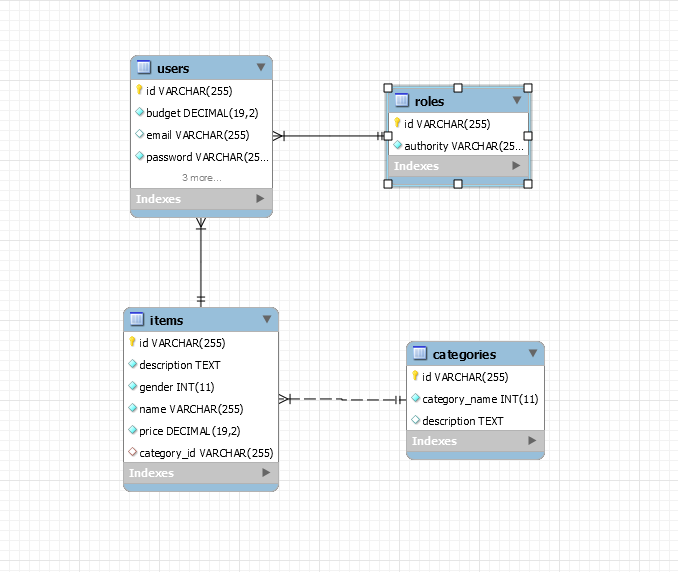 users
id VARCHAR(255)
budget DECIMAL(19,2)
email VARCHAR(255)
password VARCHAR(25...
3 more...
Indexes
roles
id VARCHAR(255)
authority VARCHAR(25...
Indexes
items
id VARCHAR(255)
description TEXT
gender INT(11)
name VARCHAR(255)
price DECIMAL(19,2)
category_id VARCHAR(255)
Indexes
categories
id VARCHAR(255)
category_name INT(11)
description TEXT
Indexes